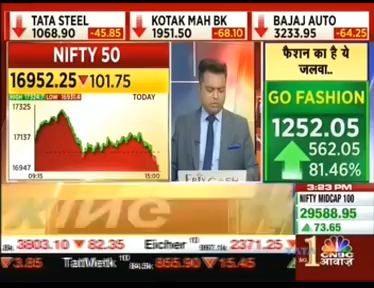 TATA STEEL
1068.90 -45.85
KOTAK MAH BK
1951.50 -68.10
BAJAJ AUTO
3233.95 -64.25
NIFTY 50
16952.25 ▼101.75
TODAY
17325
17137
16947
09:15 15:00
फैशन का है ये
जलवा..
GO FASHION
1252.05
562.05
81.46%
3:23 PM
NIFTY MIDCAP 100
29588.95
▲ 73.65
3803.10 ▼ 82.35 Eicher 2371.25
▼3.85 855.90 ▼15.45
CNBC
आवाज़